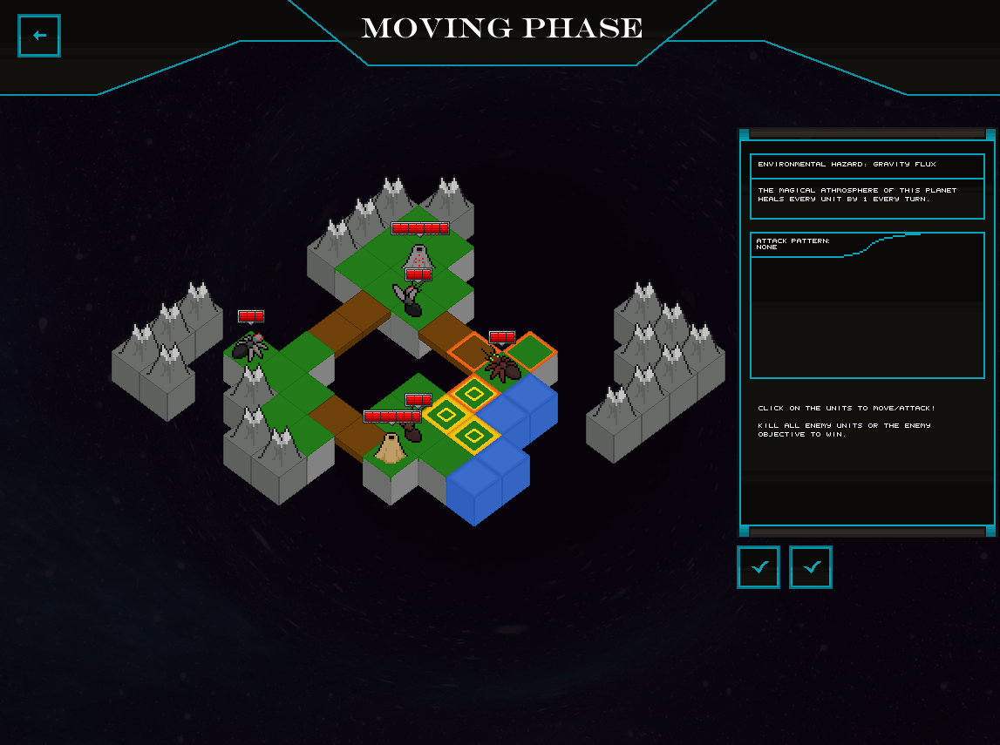 MOVING PHASE
ENVIRONMENTAL HAZARD: GRAVITY FLUX
THE MAGICAL ATHMOSPHERE OF THIS PLANET
HEALS EVERY UNIT BY 1 EVERY TURN.
ATTACK PATTERN:
NONE
CLICK ON THE UNITS TO MOVE/ATTACK!
KILL ALL ENEMY UNITS OR THE ENEMY
OBJECTIVE TO WIN.